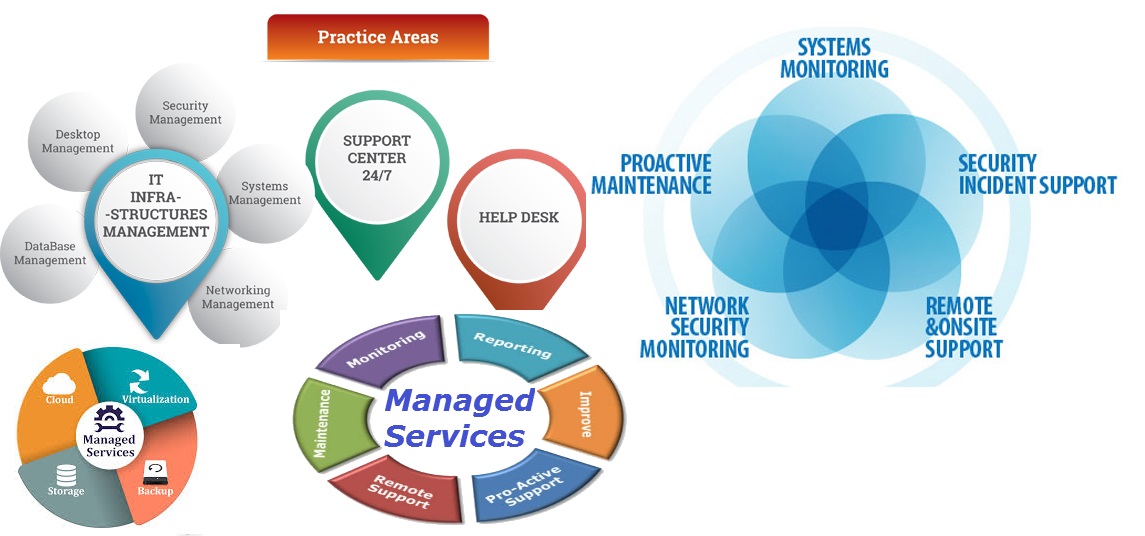 Practice Areas
Security
Management
Desktop
Management
IT
INFRA-
-STRUCTURES
MANAGEMENT
Systems
Management
DataBase
Management
Networking
Management
SUPPORT
CENTER
24/7
HELP DESK
SYSTEMS
MONITORING
PROACTIVE
MAINTENANCE
SECURITY
INCIDENT SUPPORT
NETWORK
SECURITY
MONITORING
REMOTE
&ONSITE
SUPPORT
Cloud
Virtualization
Managed
Services
Storage
Backup
Monitoring
Reporting
Maintenance
Managed
Services
Improve
Remote
Support
Pro-Active
Support